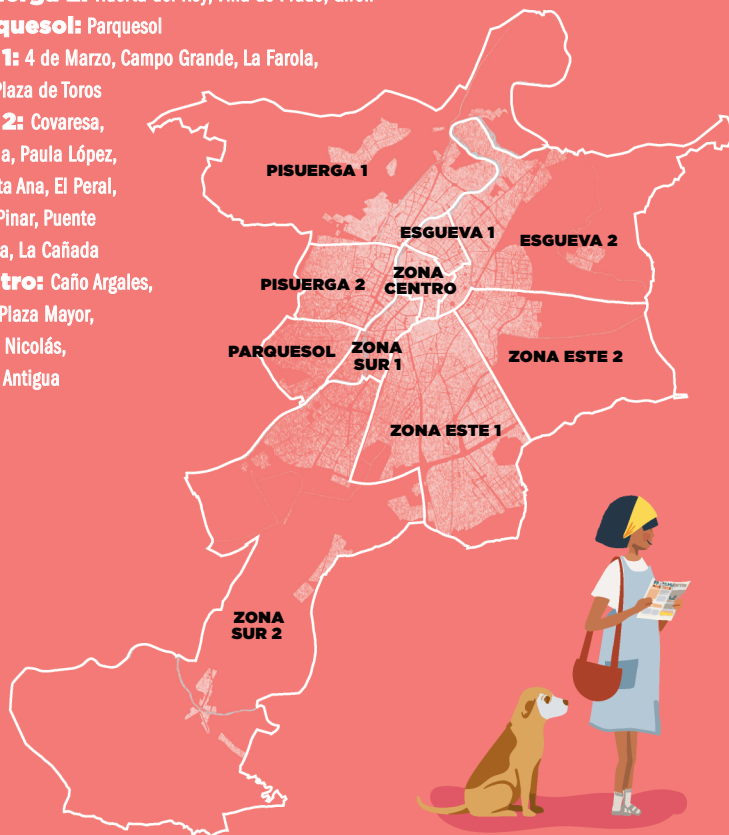 Parquesol
1: 4 de Marzo, Campo Grande, La Farola,
Plaza de Toros
2: Covaresa,
a, Paula López,
ta Ana, El Peral,
Pinar, Puente
a, La Cañada
tro: Caño Argales,
Plaza Mayor,
Nicolás,
Antigua
PISUERGA 1
ESGUEVA 1
ESGUEVA 2
ZONA
CENTRO
PISUERGA 2
PARQUESOL
ZONA
SUR 1
ZONA ESTE 2
ZONA ESTE 1
ZONA
SUR 2